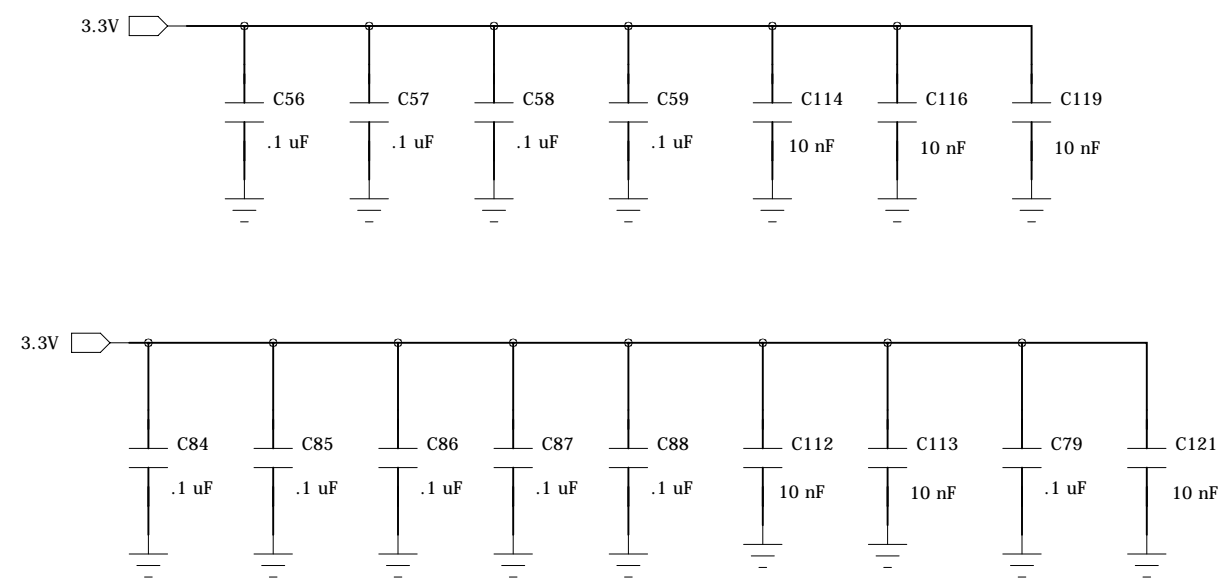 3.3V
C56 C57 C58 C59 C114 C116 C119
.1 uF .1 uF .1 uF .1 uF 10 nF 10 nF 10 nF
3.3V
C84 C85 C86 C87 C88 C112 C113 C79 C121
.1 uF .1 uF .1 uF .1 uF .1 uF 10 nF 10 nF .1 uF 10 nF